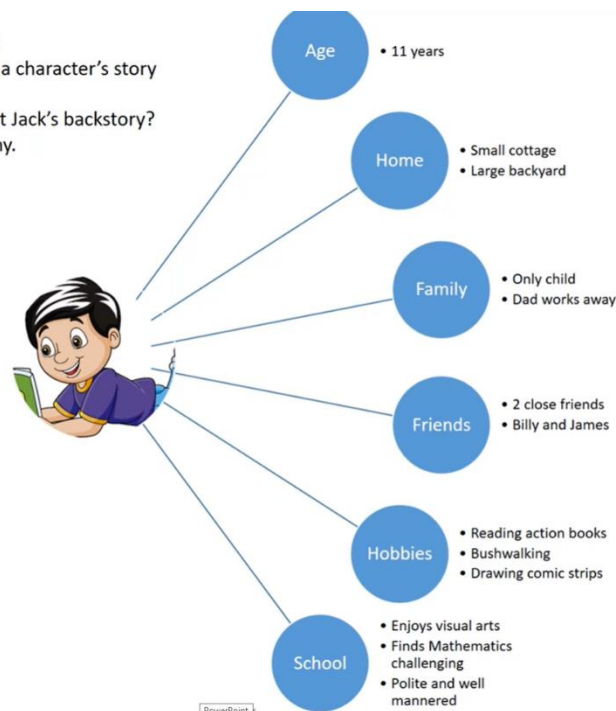 a character's story
t Jack's backstory?
ny.
Age
• 11 years
Home
• Small cottage
• Large backyard
Family
• Only child
• Dad works away
Friends
• 2 close friends
• Billy and James
Hobbies
• Reading action books
• Bushwalking
• Drawing comic strips
School
• Enjoys visual arts
• Finds Mathematics
challenging
• Polite and well
mannered
PowerPoint